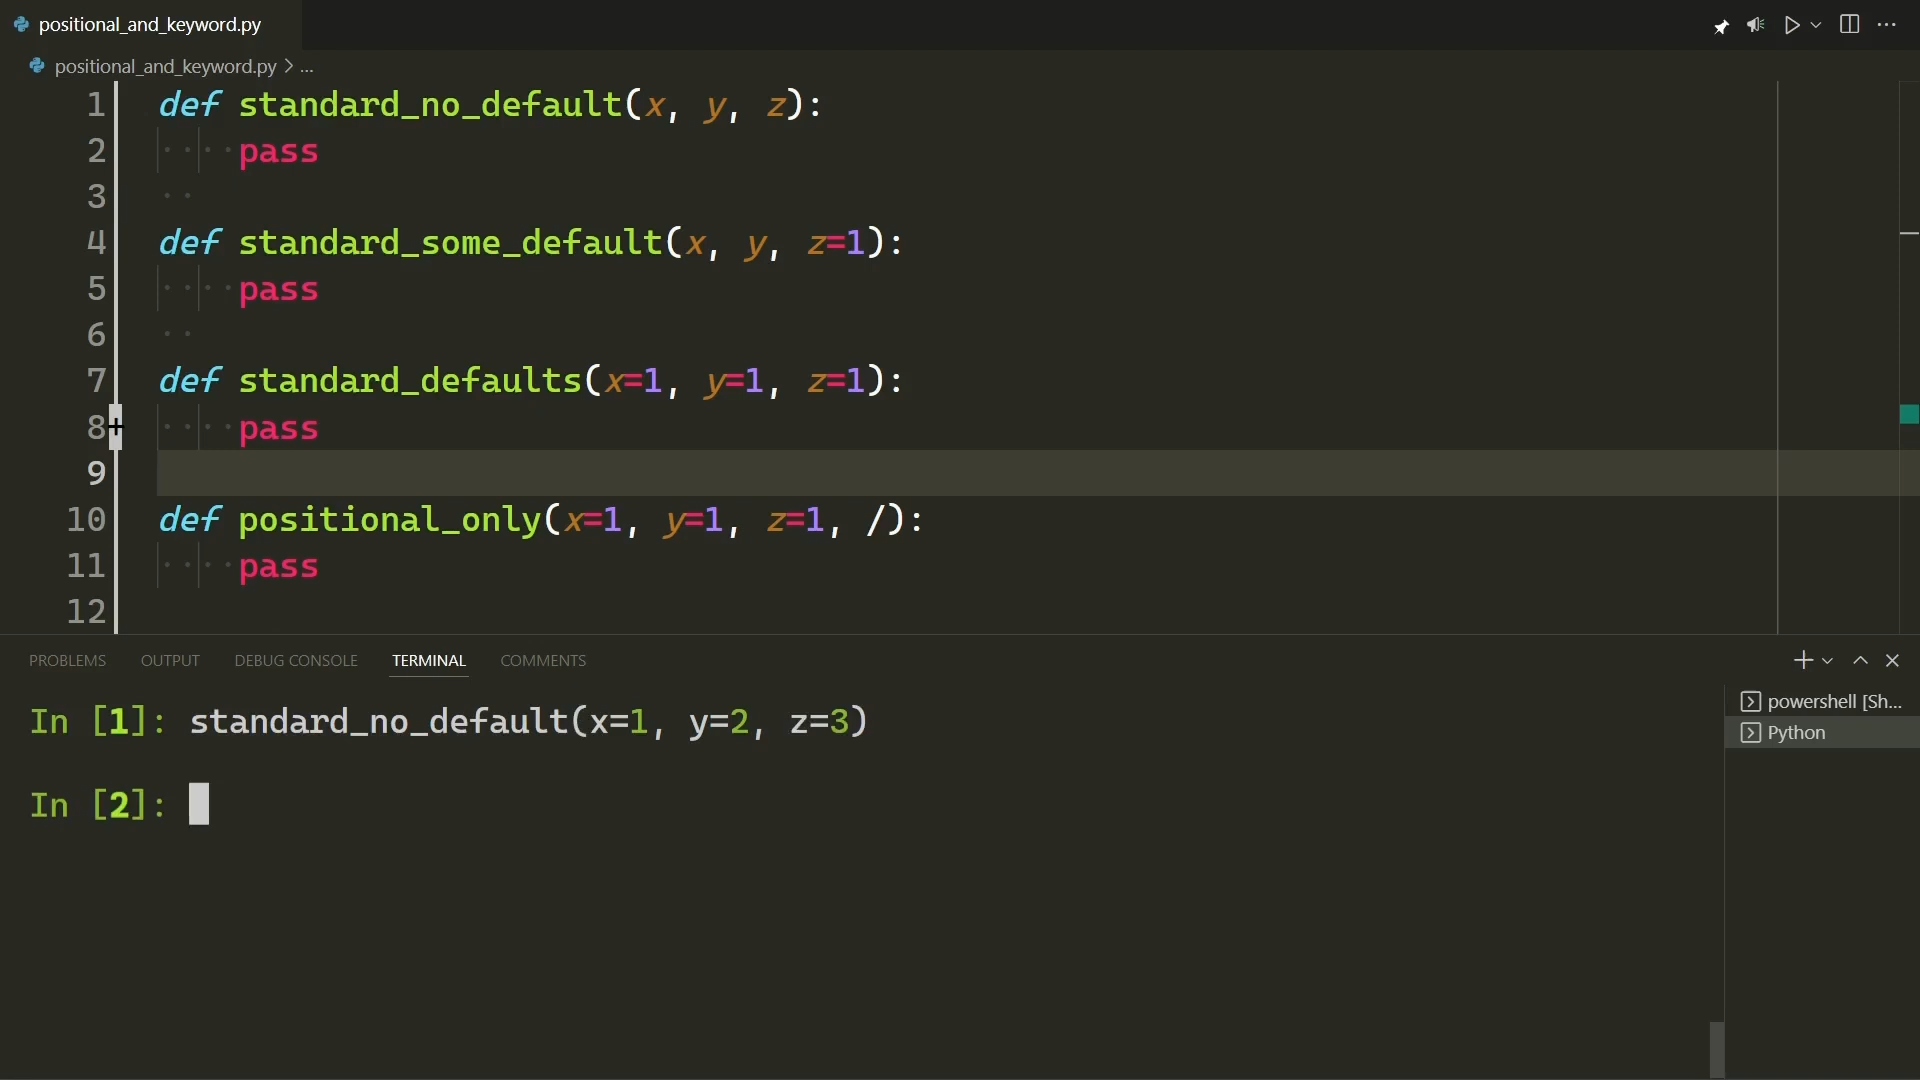 positional_and_keyword.py
positional_and_keyword.py > ...
1 def standard_no_default(x, y, z):
2 pass
3
4 def standard_some_default(x, y, z=1):
5 pass
6
7 def standard_defaults(x=1, y=1, z=1):
8 pass
9
10 def positional_only(x=1, y=1, z=1, /):
11 pass
12
PROBLEMS OUTPUT DEBUG CONSOLE TERMINAL COMMENTS
In [1]: standard_no_default(x=1, y=2, z=3)
In [2]:
powershell [Sh...
Python